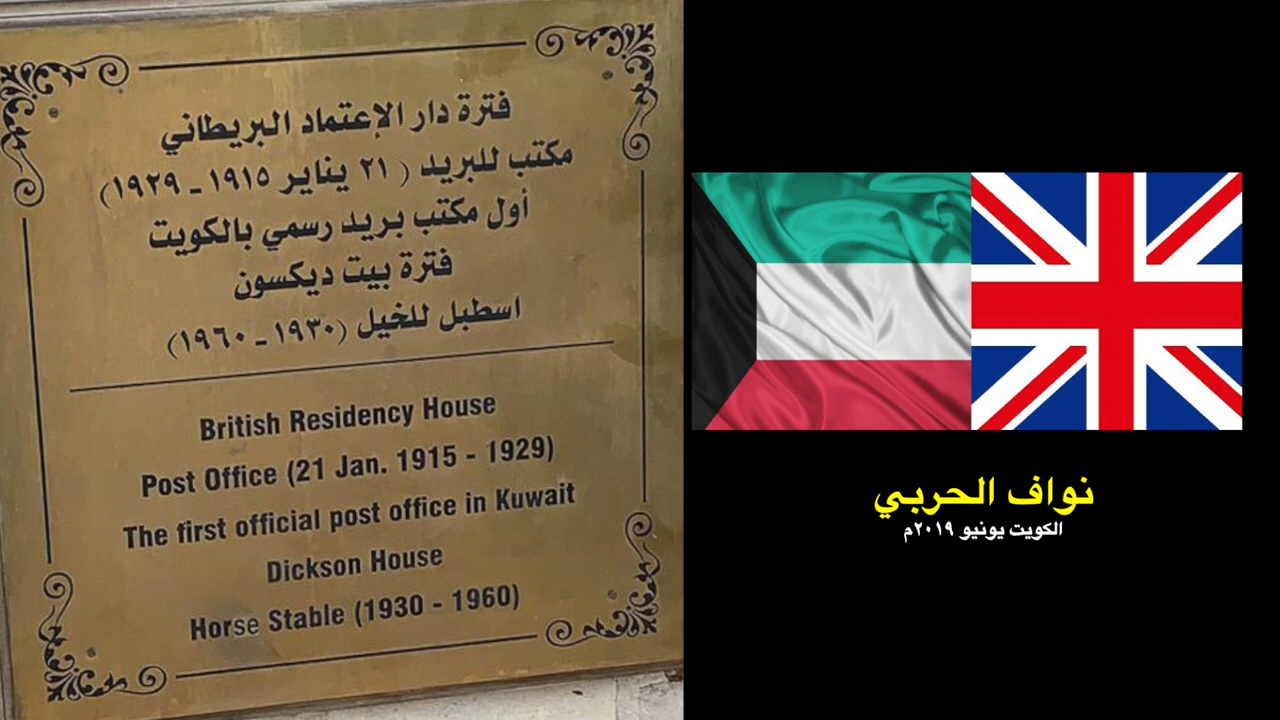 فترة دار الإعتماد البريطاني
مكتب للبريد ( ٢١ يناير ١٩١٥ ـ ١٩٢٩)
أول مكتب بريد رسمي بالكويت
فترة بيت ديكسون
اسطبل للخيل (١٩٣٠ ـ ١٩٦٠)
British Residency House
Post Office (21 Jan. 1915 - 1929)
The first official post office in Kuwait
Dickson House
Horse Stable (1930 - 1960)
نواف الحربي
الكويت يونيو ٢٠١٩م